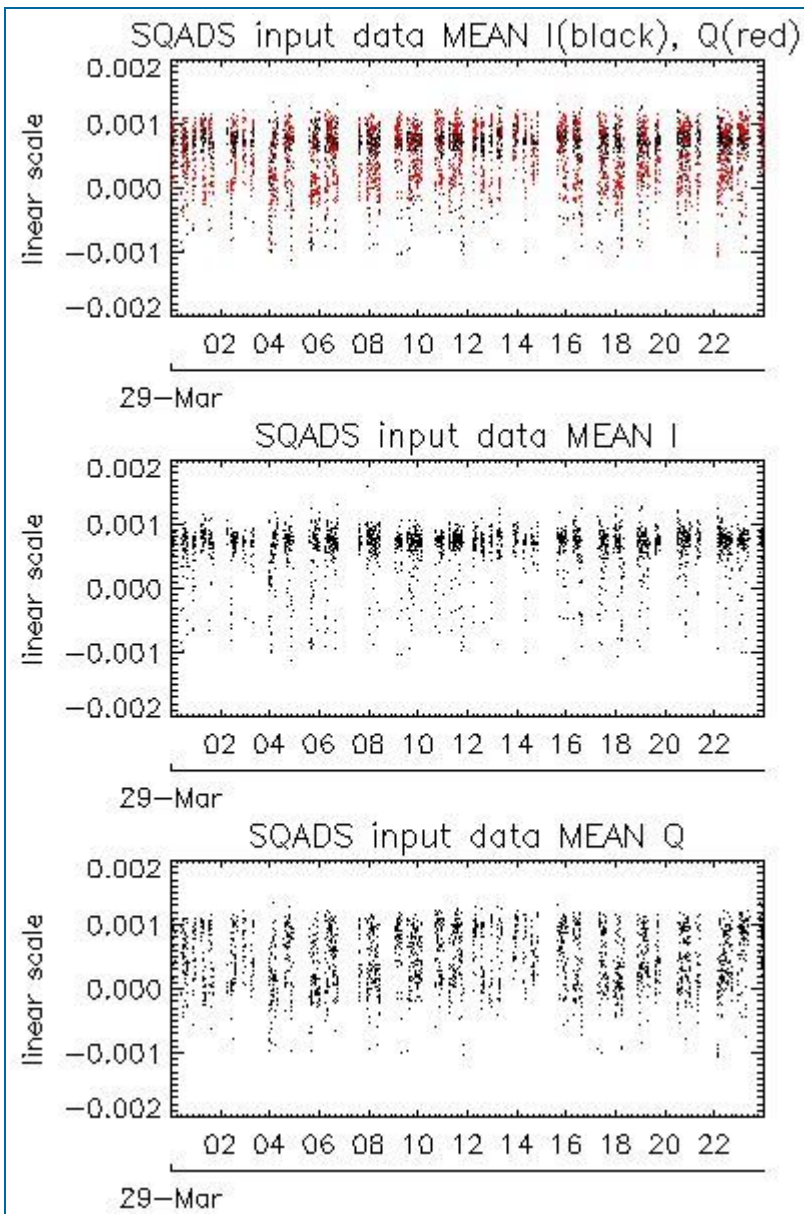 SQADS input data MEAN I(black), Q(red)
0.002
0.001
0.000
-0.001
-0.002
linear scale
02 04 06 08 10 12 14 16 18 20 22
29-Mar
SQADS input data MEAN I
0.002
0.001
0.000
-0.001
-0.002
linear scale
02 04 06 08 10 12 14 16 18 20 22
29-Mar
SQADS input data MEAN Q
0.002
0.001
0.000
-0.001
-0.002
linear scale
02 04 06 08 10 12 14 16 18 20 22
29-Mar